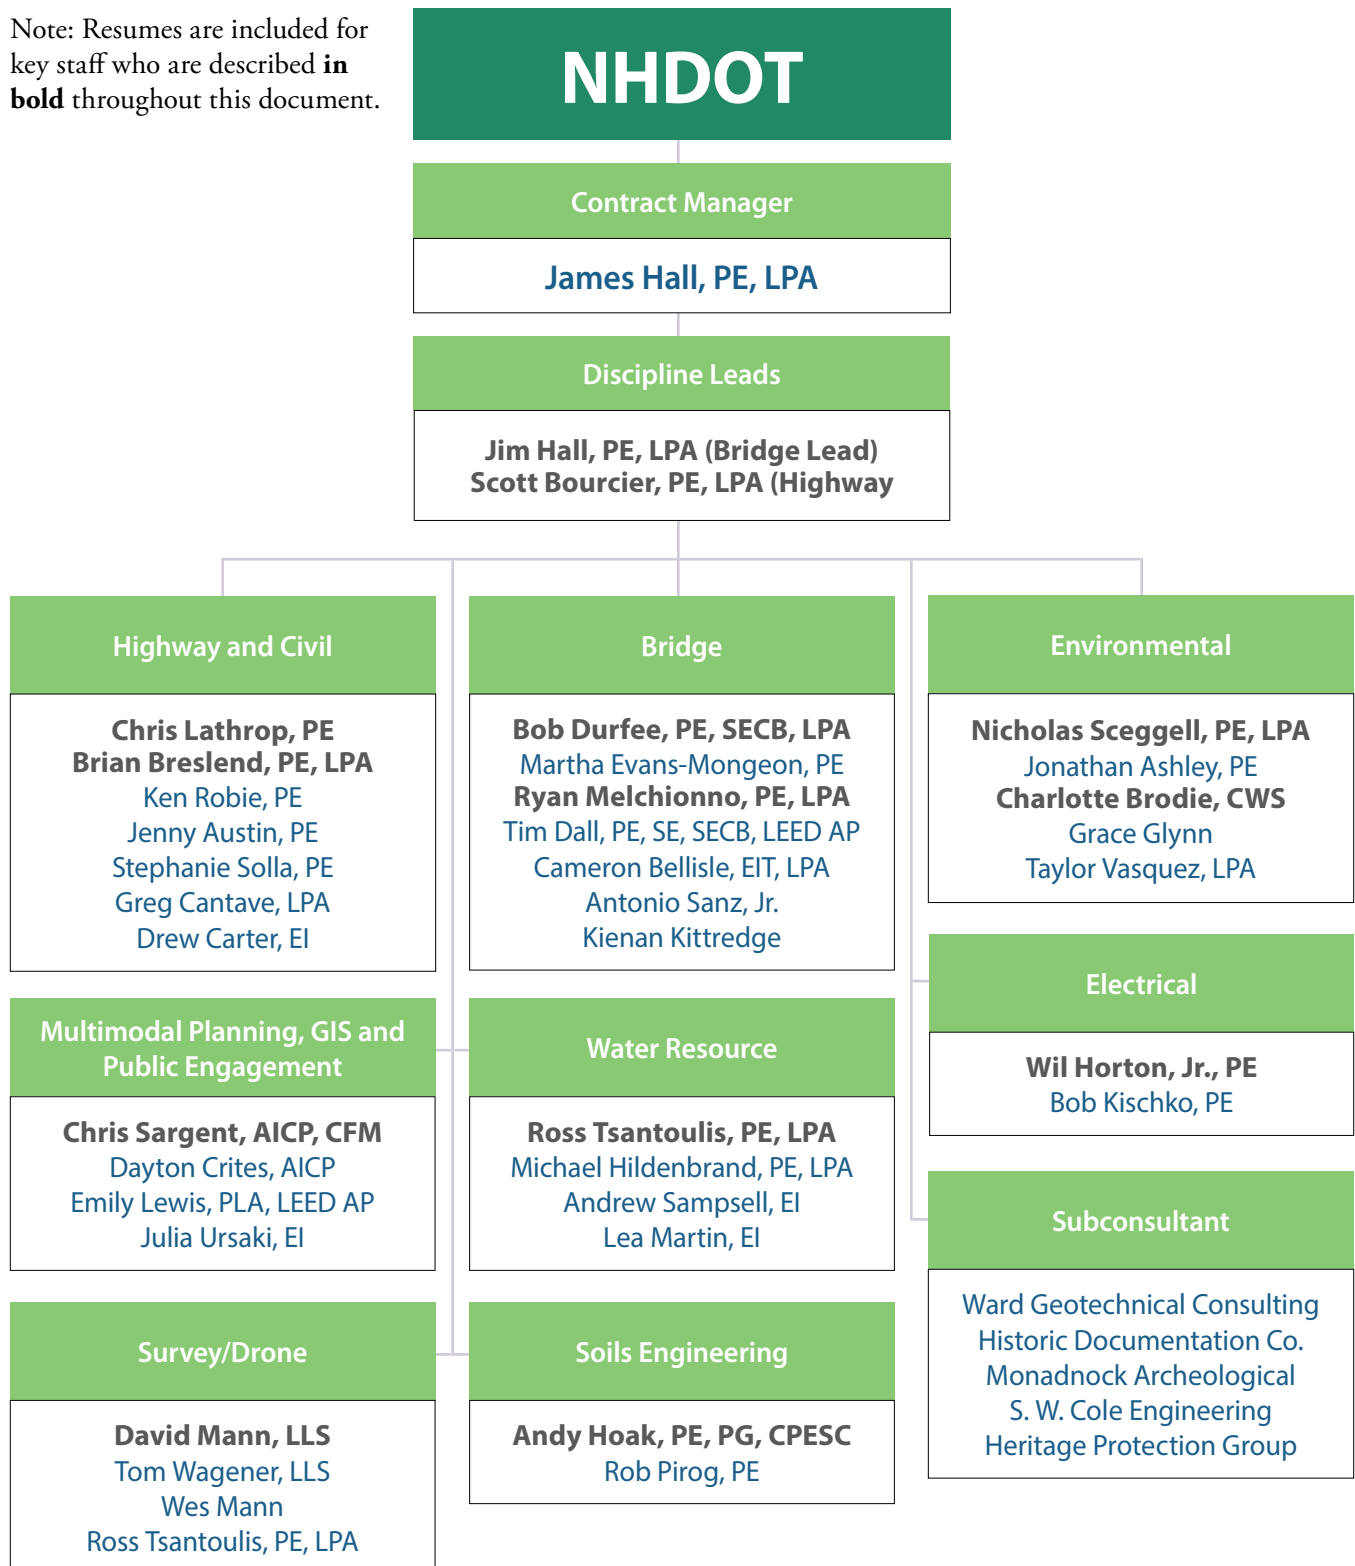 Note: Resumes are included for
key staff who are described in
bold throughout this document.
NHDOT
Contract Manager
James Hall, PE, LPA
Discipline Leads
Jim Hall, PE, LPA (Bridge Lead)
Scott Bourcier, PE, LPA (Highway
Highway and Civil
Chris Lathrop, PE
Brian Breslend, PE, LPA
Ken Robie, PE
Jenny Austin, PE
Stephanie Solla, PE
Greg Cantave, LPA
Drew Carter, EI
Bridge
Bob Durfee, PE, SECB, LPA
Martha Evans-Mongeon, PE
Ryan Melchionno, PE, LPA
Tim Dall, PE, SE, SECB, LEED AP
Cameron Bellisle, EIT, LPA
Antonio Sanz, Jr.
Kienan Kittredge
Environmental
Nicholas Sceggell, PE, LPA
Jonathan Ashley, PE
Charlotte Brodie, CWS
Grace Glynn
Taylor Vasquez, LPA
Multimodal Planning, GIS and
Public Engagement
Chris Sargent, AICP, CFM
Dayton Crites, AICP
Emily Lewis, PLA, LEED AP
Julia Ursaki, EI
Water Resource
Ross Tsantoulis, PE, LPA
Michael Hildenbrand, PE, LPA
Andrew Sampsell, EI
Lea Martin, EI
Electrical
Wil Horton, Jr., PE
Bob Kischko, PE
Subconsultant
Ward Geotechnical Consulting
Historic Documentation Co.
Monadnock Archeological
S. W. Cole Engineering
Heritage Protection Group
Survey/Drone
David Mann, LLS
Tom Wagener, LLS
Wes Mann
Ross Tsantoulis, PE, LPA
Soils Engineering
Andy Hoak, PE, PG, CPESC
Rob Pirog, PE